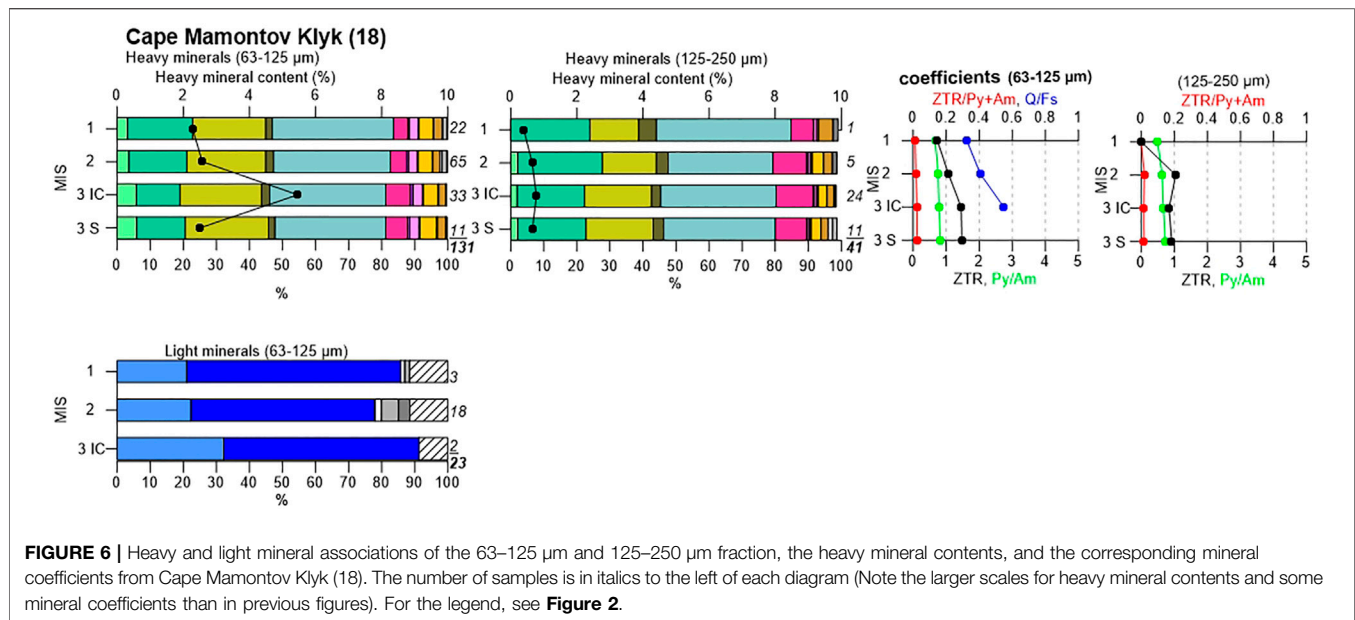 Cape Mamontov Klyk (18)
Heavy minerals (63-125 µm)
Heavy mineral content (%)
0 2 4 6 8 10
MIS
1 22
2 65
3 IC 33
3 S 11
131
0 10 20 30 40 50 60 70 80 90 100
%
Heavy minerals (125-250 µm)
Heavy mineral content (%)
0 2 4 6 8 10
1 1
2 5
3 IC 24
3 S 11
41
0 10 20 30 40 50 60 70 80 90 100
%
coefficients (63-125 µm)
ZTR/Py+Am, Q/Fs
0 0.2 0.4 0.6 0.8 1
MIS
1
2
3 IC
3 S
0 1 2 3 4 5
ZTR, Py/Am
(125-250 µm)
ZTR/Py+Am
0 0.2 0.4 0.6 0.8 1
MIS
1
2
3 IC
3 S
0 1 2 3 4 5
ZTR, Py/Am
Light minerals (63-125 µm)
MIS
1 3
2 18
3 IC 2
23
0 10 20 30 40 50 60 70 80 90 100
%
FIGURE 6 | Heavy and light mineral associations of the 63–125 µm and 125–250 µm fraction, the heavy mineral contents, and the corresponding mineral
coefficients from Cape Mamontov Klyk (18). The number of samples is in italics to the left of each diagram (Note the larger scales for heavy mineral contents and some
mineral coefficients than in previous figures). For the legend, see Figure 2.